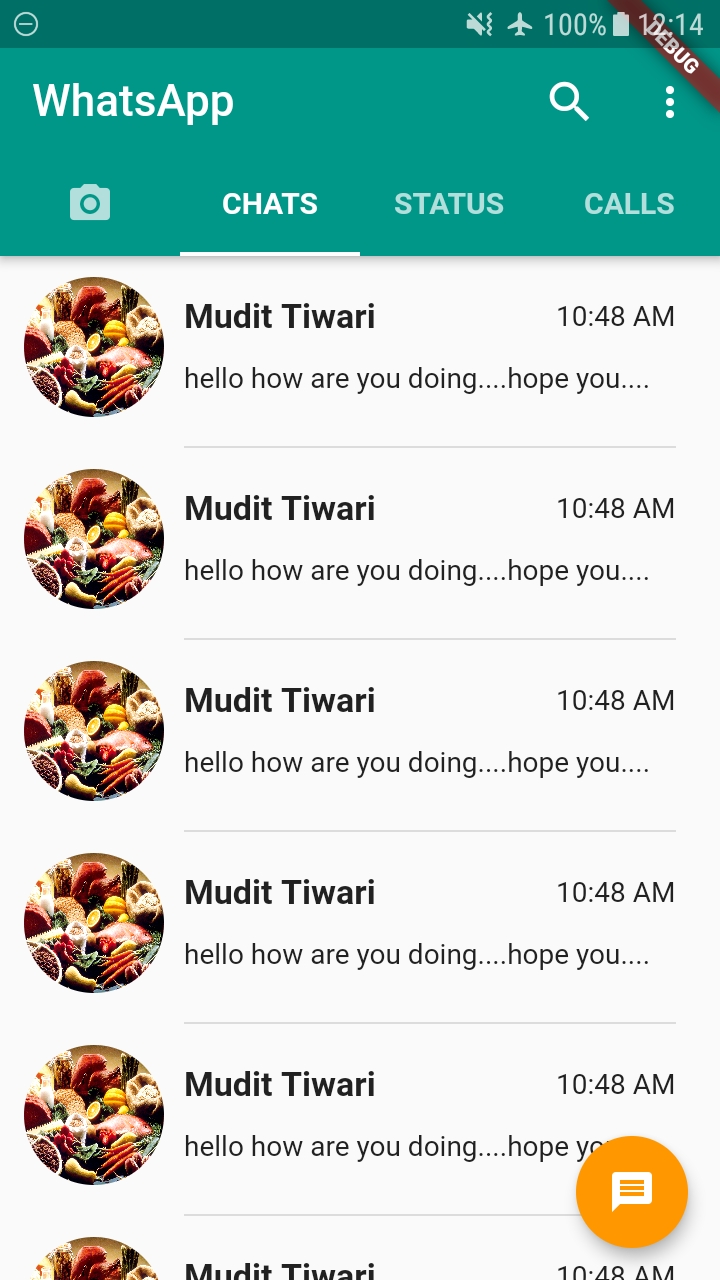 100% 12:14
DEBUG
WhatsApp
CHATS STATUS CALLS
Mudit Tiwari 10:48 AM
hello how are you doing....hope you....
Mudit Tiwari 10:48 AM
hello how are you doing....hope you....
Mudit Tiwari 10:48 AM
hello how are you doing....hope you....
Mudit Tiwari 10:48 AM
hello how are you doing....hope you....
Mudit Tiwari 10:48 AM
hello how are you doing....hope
Mudit Tiwari 10:48 AM